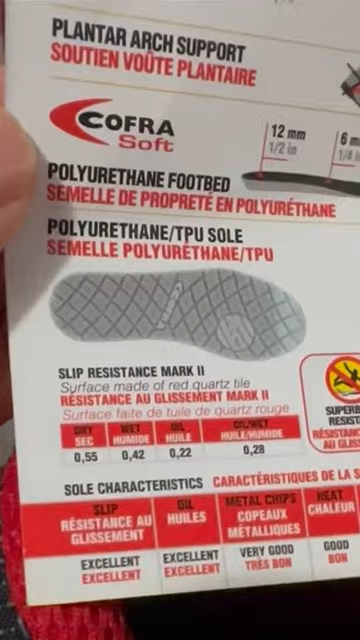 PLANTAR ARCH SUPPORT
SOUTIEN VOÛTE PLANTAIRE
COFRA
Soft
12 mm
1/2 in
6 m
1/4 i
POLYURETHANE FOOTBED
SEMELLE DE PROPRETÉ EN POLYURÉTHANE
POLYURETHANE/TPU SOLE
SEMELLE POLYURÉTHANE/TPU
SLIP RESISTANCE MARK II
Surface made of red quartz tile
RÉSISTANCE AU GLISSEMENT MARK II
Surface faite de tuile de quartz rouge
DRY WET OIL OIL/WET
SEC HUMIDE HUILE HUILE/HUMIDE
0,55 0,42 0,22 0,28
SUPERB
RESIST
RÉSISTANC
AU GLISS
SOLE CHARACTERISTICS CARACTÉRISTIQUES DE LA S
SLIP OIL METAL CHIPS HEAT
RÉSISTANCE AU GLISSEMENT HUILES COPEAUX MÉTALLIQUES CHALEUR
EXCELLENT EXCELLENT VERY GOOD GOOD
EXCELLENT EXCELLENT TRÈS BON BON